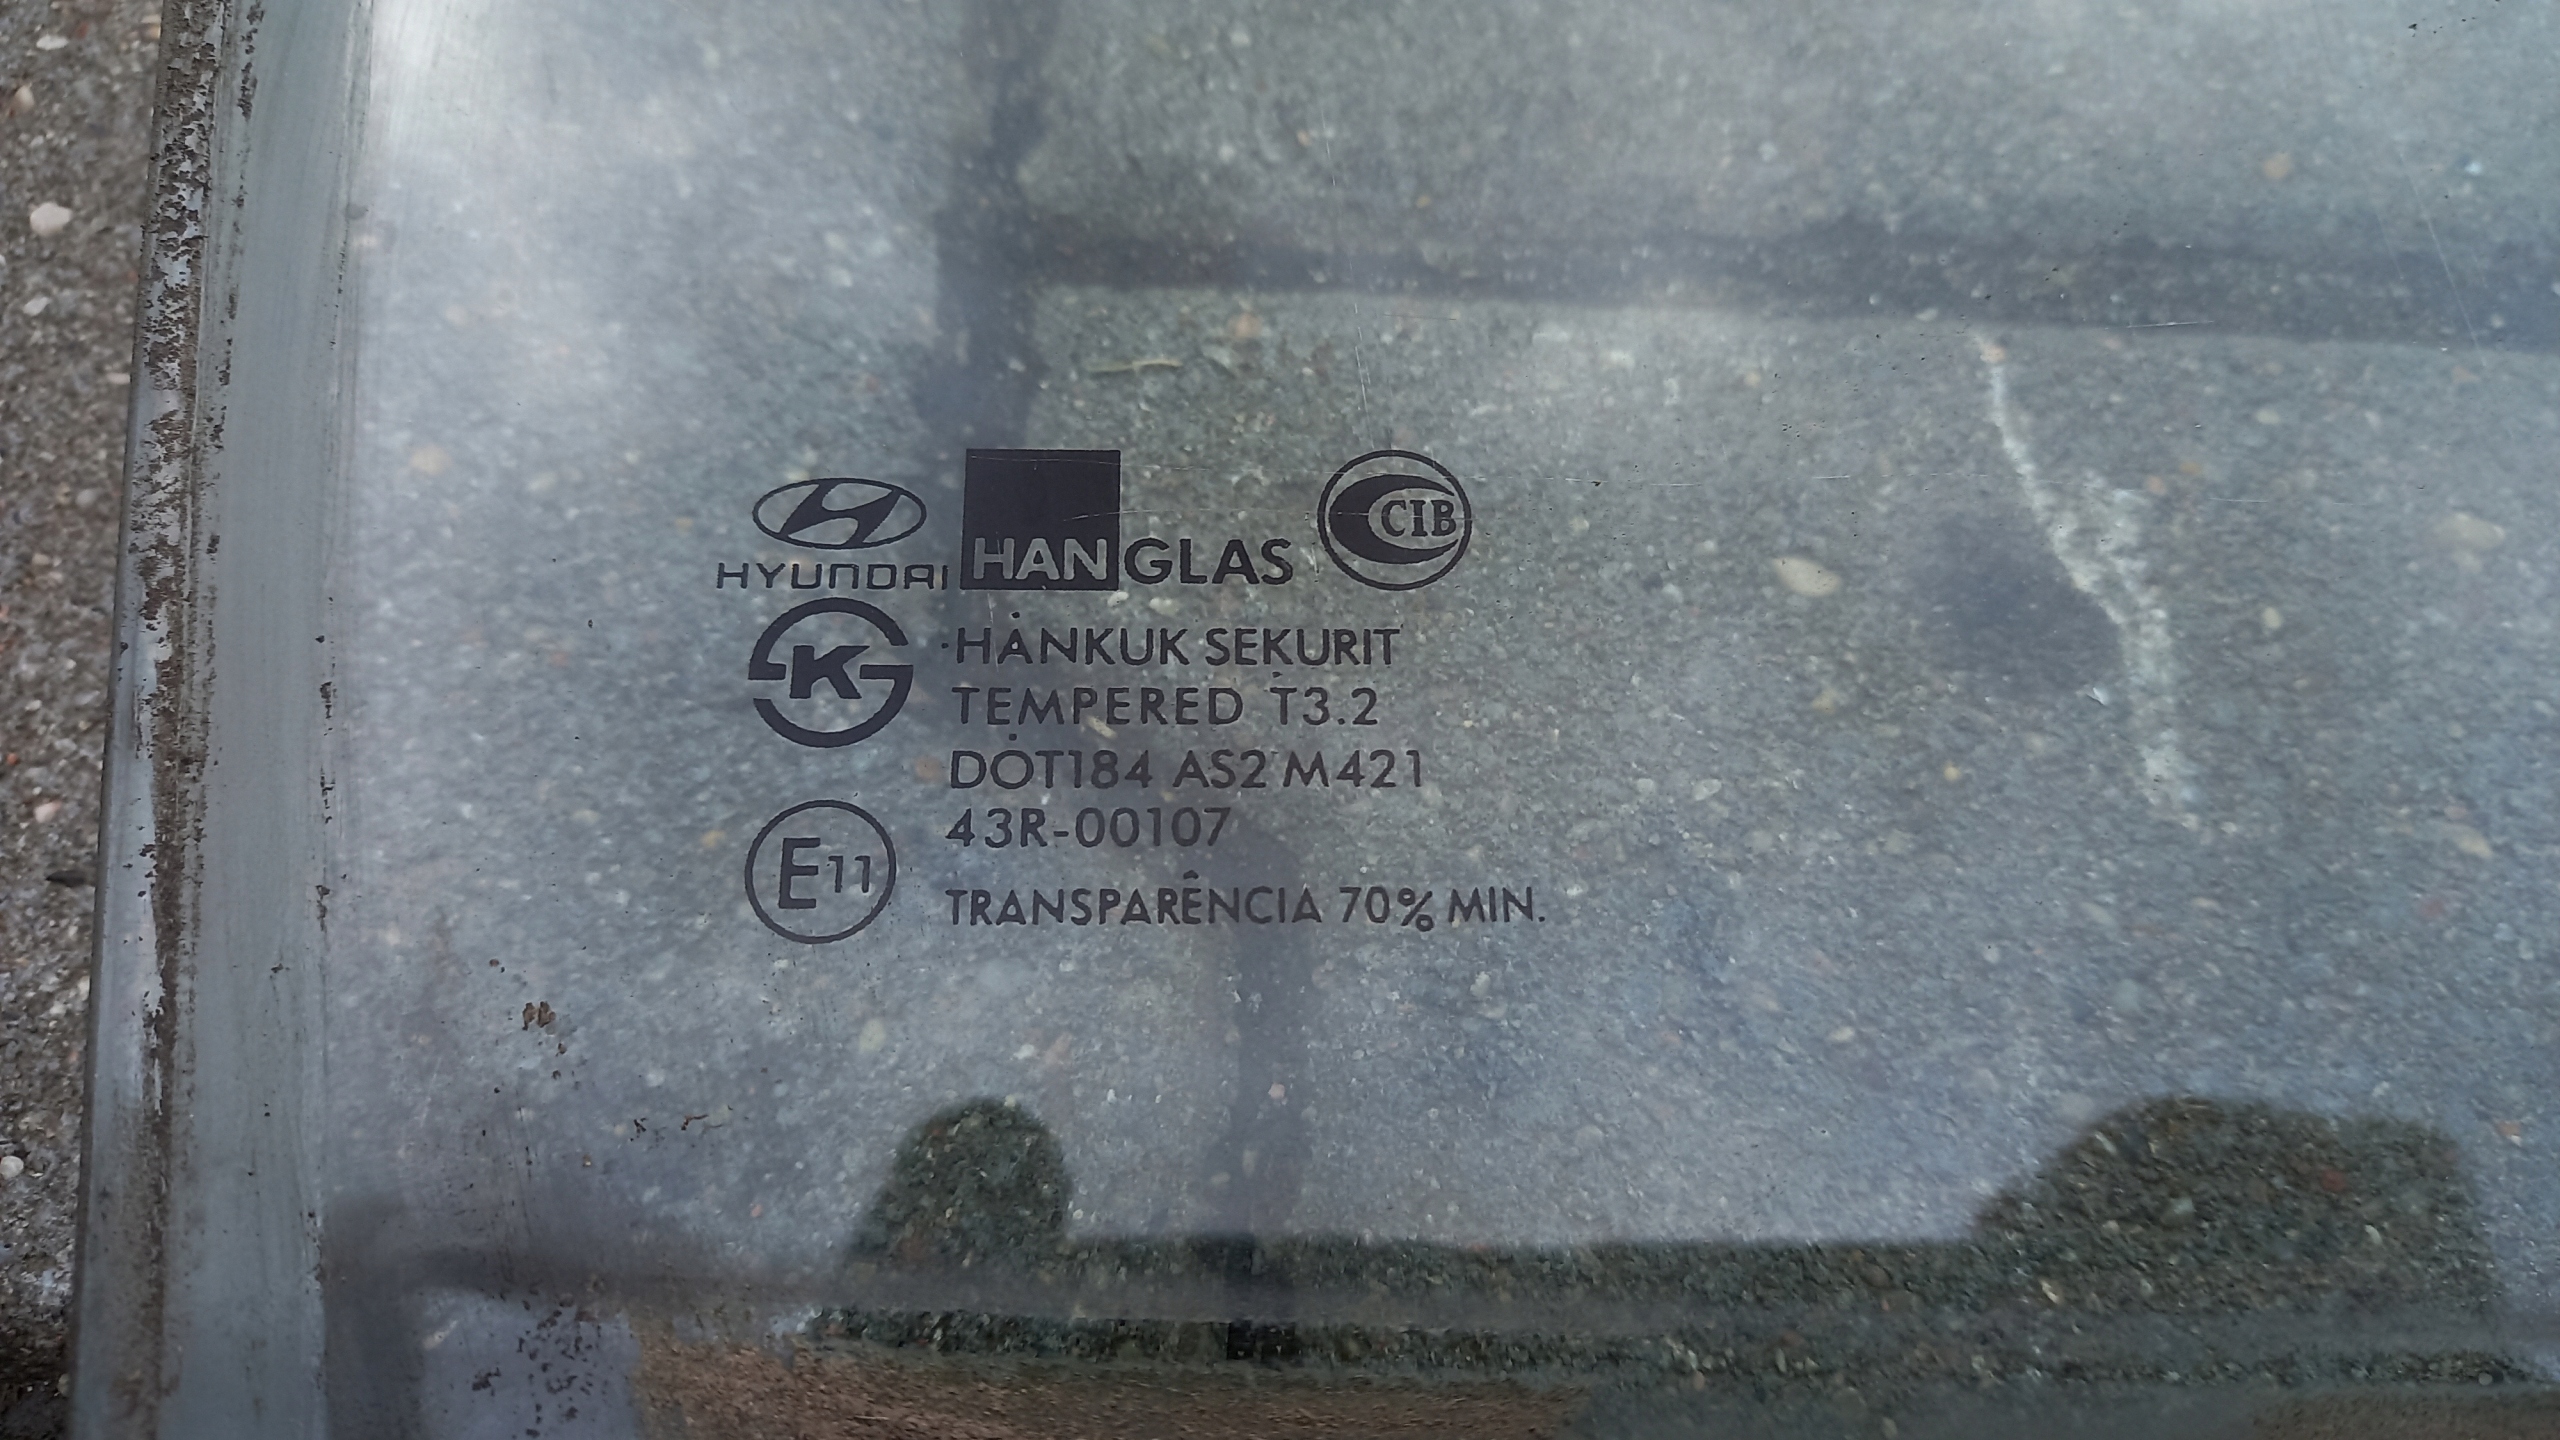 HYUNDAI HANGLAS CIB
K
HANKUK SEKURIT
TEMPERED T3.2
DOT184 AS2 M421
43R-00107
E11
TRANSPARÊNCIA 70% MIN.